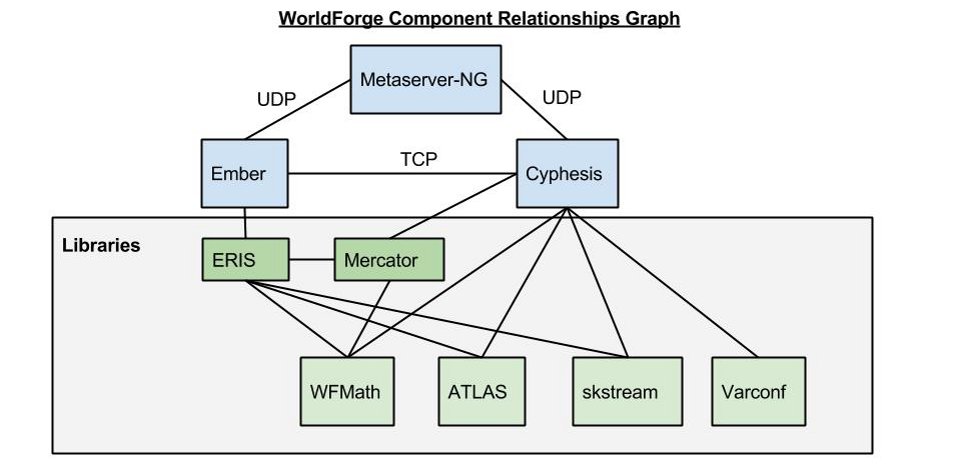 WorldForge Component Relationships Graph
Metaserver-NG
UDP
UDP
Ember
TCP
Cyphesis
Libraries
ERIS
Mercator
WFMath
ATLAS
skstream
Varconf